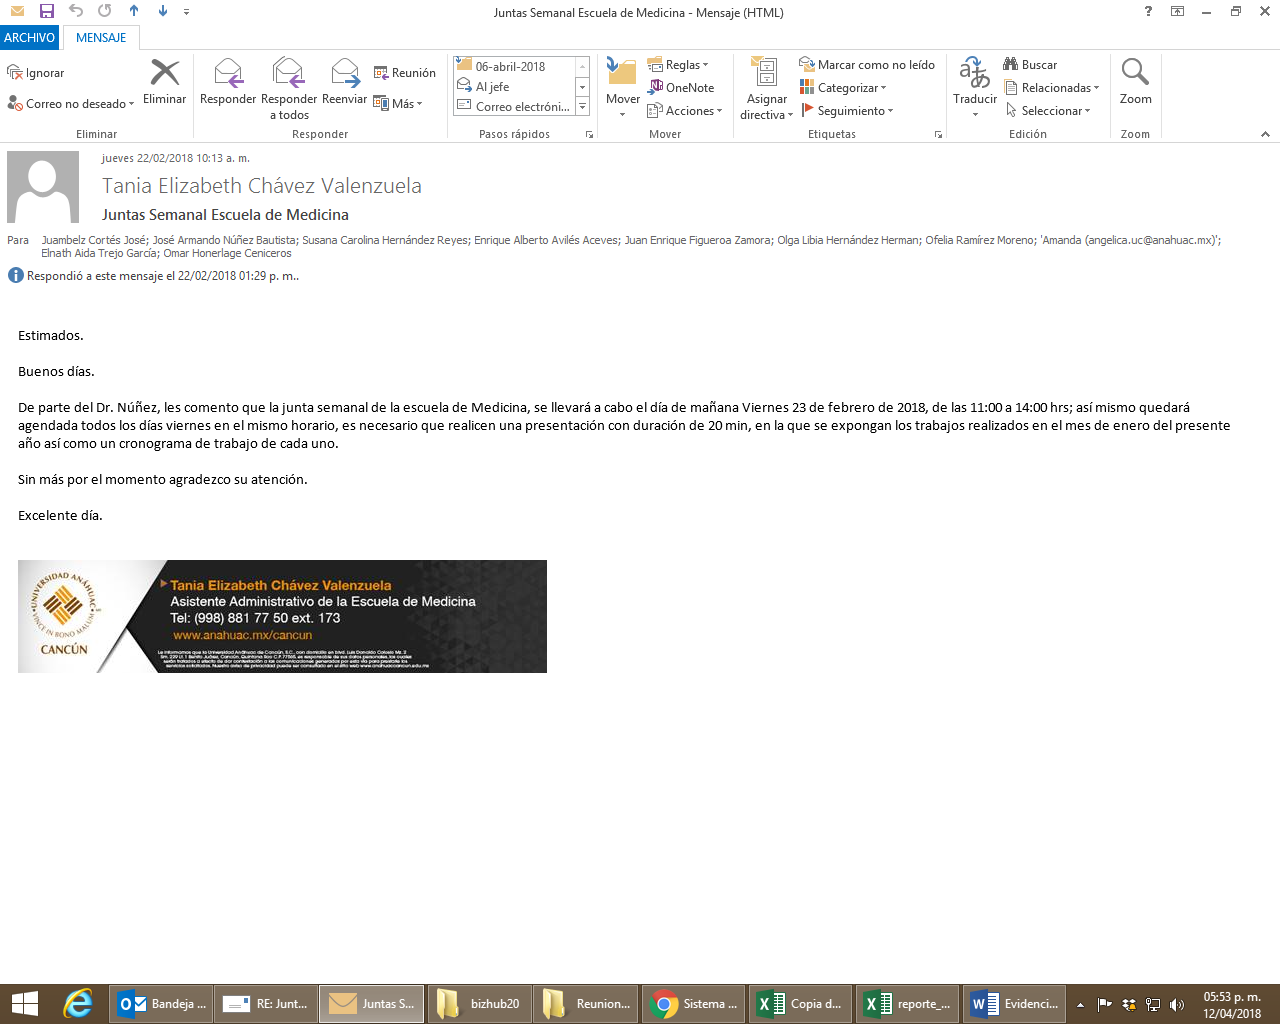 Juntas Semanal Escuela de Medicina - Mensaje (HTML)
ARCHIVO
MENSAJE
Ignorar
Correo no deseado
Eliminar
Eliminar
Responder
Responder a todos
Reenviar
Reunión
Más
Responder
06-abril-2018
Al jefe
Correo electróni...
Pasos rápidos
Mover
Reglas
OneNote
Acciones
Mover
Asignar directiva
Marcar como no leído
Categorizar
Seguimiento
Etiquetas
Traducir
Buscar
Relacionadas
Seleccionar
Edición
Zoom
Zoom
jueves 22/02/2018 10:13 a. m.
Tania Elizabeth Chávez Valenzuela
Juntas Semanal Escuela de Medicina
Para Juambelz Cortés José; José Armando Núñez Bautista; Susana Carolina Hernández Reyes; Enrique Alberto Avilés Aceves; Juan Enrique Figueroa Zamora; Olga Libia Hernández Herman; Ofelia Ramírez Moreno; 'Amanda (angelica.uc@anahuac.mx)';
Elnath Aida Trejo García; Omar Honerlage Ceniceros
Respondió a este mensaje el 22/02/2018 01:29 p. m..
Estimados.
Buenos días.
De parte del Dr. Núñez, les comento que la junta semanal de la escuela de Medicina, se llevará a cabo el día de mañana Viernes 23 de febrero de 2018, de las 11:00 a 14:00 hrs; así mismo quedará
agendada todos los días viernes en el mismo horario, es necesario que realicen una presentación con duración de 20 min, en la que se expongan los trabajos realizados en el mes de enero del presente
año así como un cronograma de trabajo de cada uno.
Sin más por el momento agradezco su atención.
Excelente día.
UNIVERSIDAD ANÁHUAC
VINCE IN BONO MALUM
CANCÚN
Tania Elizabeth Chávez Valenzuela
Asistente Administrativo de la Escuela de Medicina
Tel: (998) 881 77 50 ext. 173
www.anahuac.mx/cancun
Bandeja ...
RE: Junt...
Juntas S...
bizhub20
Reunion...
Sistema ...
Copia d...
reporte_...
Evidenci...
05:53 p. m.
12/04/2018